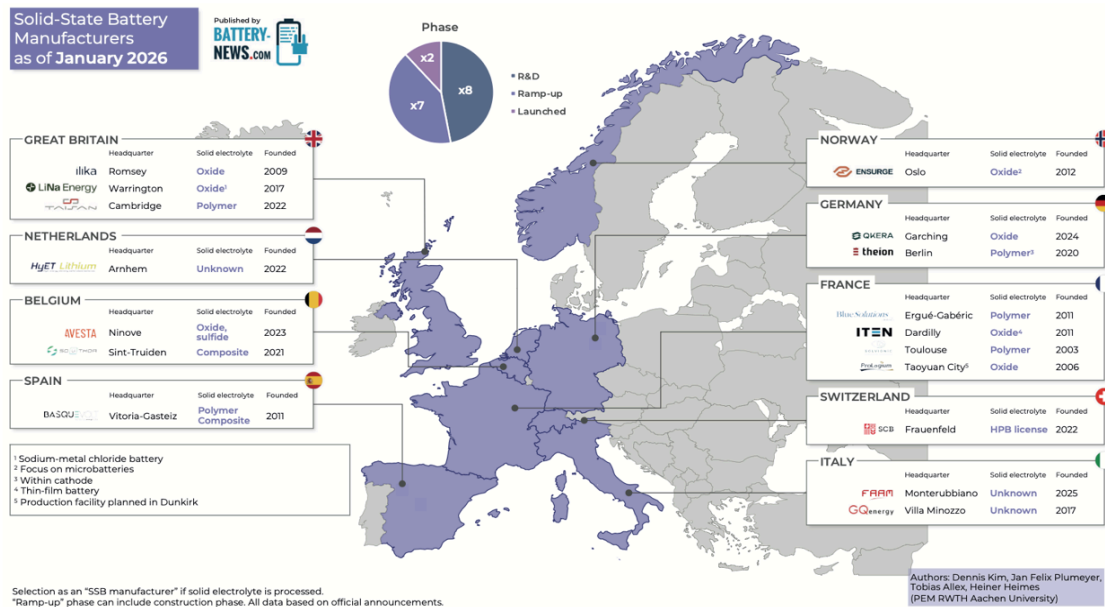 Solid-State Battery
Manufacturers
as of January 2026
Published by
BATTERY-
NEWS.COM
Phase
x2
x7
x8
R&D
Ramp-up
Launched
GREAT BRITAIN
Headquarter Solid electrolyte Founded
ilika Romsey Oxide 2009
LiNa Energy Warrington Oxide¹ 2017
TAISAN Cambridge Polymer 2022
NETHERLANDS
Headquarter Solid electrolyte Founded
HyET Lithium Arnhem Unknown 2022
BELGIUM
Headquarter Solid electrolyte Founded
AVESTA Ninove Oxide, sulfide 2023
Sint-Truiden Composite 2021
SPAIN
Headquarter Solid electrolyte Founded
BASQUEVOLT Vitoria-Gasteiz Polymer Composite 2011
¹ Sodium-metal chloride battery
² Focus on microbatteries
³ Within cathode
⁴ Thin-film battery
⁵ Production facility planned in Dunkirk
Selection as an “SSB manufacturer” if solid electrolyte is processed.
“Ramp-up” phase can include construction phase. All data based on official announcements.
NORWAY
Headquarter Solid electrolyte Founded
ENSURGE Oslo Oxide² 2012
GERMANY
Headquarter Solid electrolyte Founded
QKERA Garching Oxide 2024
theion Berlin Polymer³ 2020
FRANCE
Headquarter Solid electrolyte Founded
Blue Solutions Ergué-Gabéric Polymer 2011
ITEN Dardilly Oxide⁴ 2011
Toulouse Polymer 2003
ProLogium Taoyuan City⁵ Oxide 2006
SWITZERLAND
Headquarter Solid electrolyte Founded
SCB Frauenfeld HPB license 2022
ITALY
Headquarter Solid electrolyte Founded
FAAM Monterubbiano Unknown 2025
GQenergy Villa Minozzo Unknown 2017
Authors: Dennis Kim, Jan Felix Plumeyer,
Tobias Allex, Heiner Heimes
(PEM RWTH Aachen University)